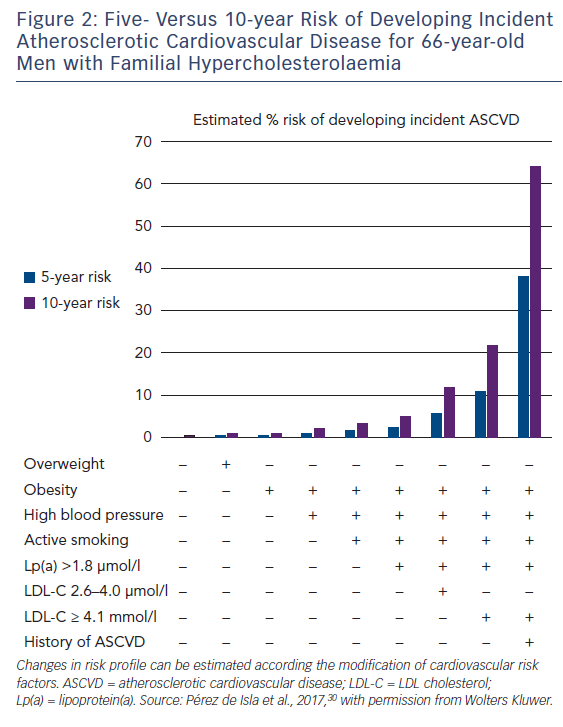 Figure 2: Five- Versus 10-year Risk of Developing Incident
Atherosclerotic Cardiovascular Disease for 66-year-old
Men with Familial Hypercholesterolaemia
Estimated % risk of developing incident ASCVD
70
60
50
40
30
20
10
0
5-year risk
10-year risk
Overweight – + – – – – – – –
Obesity – – + + + + + + +
High blood pressure – – – + + + + + +
Active smoking – – – – + + + + +
Lp(a) >1.8 µmol/l – – – – – + + + +
LDL-C 2.6–4.0 µmol/l – – – – – – + – –
LDL-C ≥ 4.1 mmol/l – – – – – – – + +
History of ASCVD – – – – – – – – +
Changes in risk profile can be estimated according the modification of cardiovascular risk
factors. ASCVD = atherosclerotic cardiovascular disease; LDL-C = LDL cholesterol;
Lp(a) = lipoprotein(a). Source: Pérez de Isla et al., 2017,30 with permission from Wolters Kluwer.